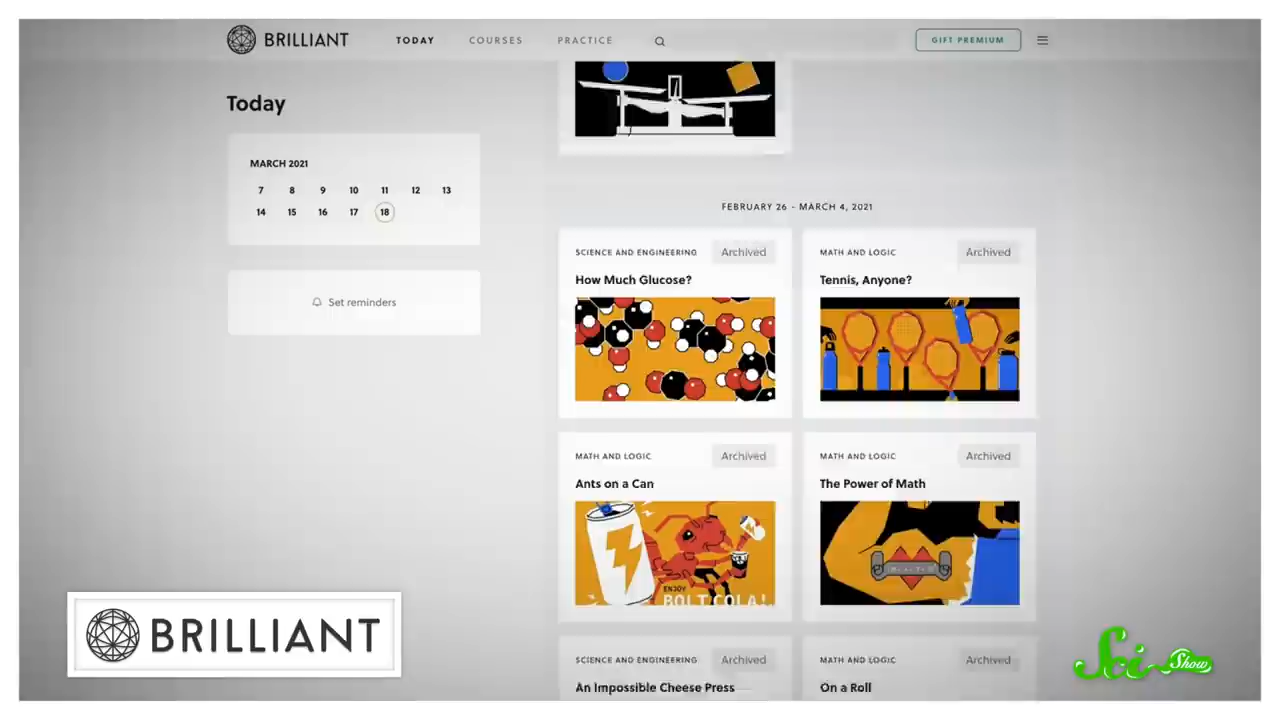 BRILLIANT
TODAY
COURSES
PRACTICE
GIFT PREMIUM
Today
MARCH 2021
7 8 9 10 11 12 13
14 15 16 17 18
Set reminders
FEBRUARY 26 - MARCH 4, 2021
SCIENCE AND ENGINEERING
Archived
How Much Glucose?
MATH AND LOGIC
Archived
Tennis, Anyone?
MATH AND LOGIC
Archived
Ants on a Can
ENJOY
BOLT COLA!
MATH AND LOGIC
Archived
The Power of Math
SCIENCE AND ENGINEERING
Archived
An Impossible Cheese Press
MATH AND LOGIC
Archived
On a Roll
BRILLIANT
Sci Show